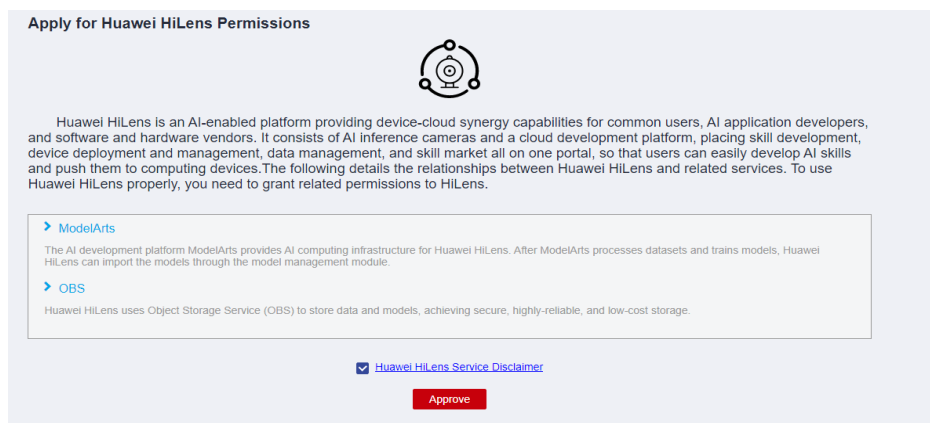 Apply for Huawei HiLens Permissions
Huawei HiLens is an AI-enabled platform providing device-cloud synergy capabilities for common users, AI application developers,
and software and hardware vendors. It consists of AI inference cameras and a cloud development platform, placing skill development,
device deployment and management, data management, and skill market all on one portal, so that users can easily develop AI skills
and push them to computing devices.The following details the relationships between Huawei HiLens and related services. To use
Huawei HiLens properly, you need to grant related permissions to HiLens.
ModelArts
The AI development platform ModelArts provides AI computing infrastructure for Huawei HiLens. After ModelArts processes datasets and trains models, Huawei
HiLens can import the models through the model management module.
OBS
Huawei HiLens uses Object Storage Service (OBS) to store data and models, achieving secure, highly-reliable, and low-cost storage.
Huawei HiLens Service Disclaimer
Approve